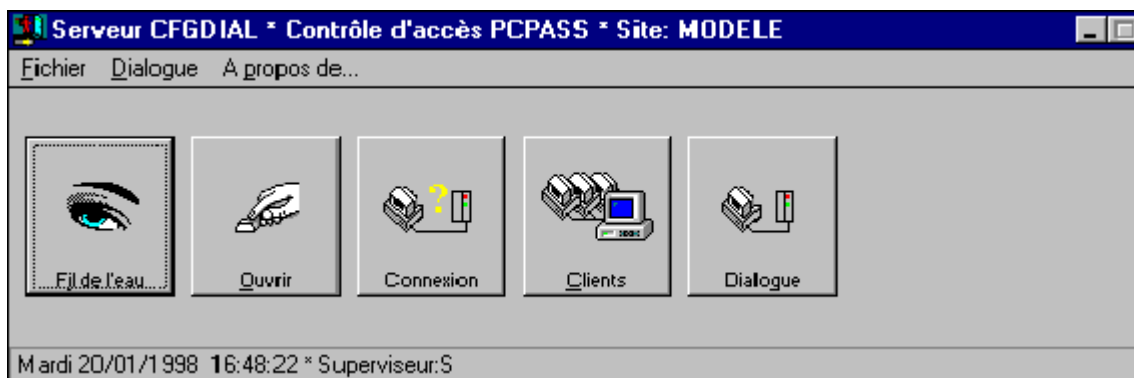 Serveur CFGDIAL * Contrôle d'accès PCPASS * Site: MODELE
Fichier Dialogue A propos de...
Fil de l'eau Ouvrir Connexion Clients Dialogue
Mardi 20/01/1998 16:48:22 * Superviseur:S